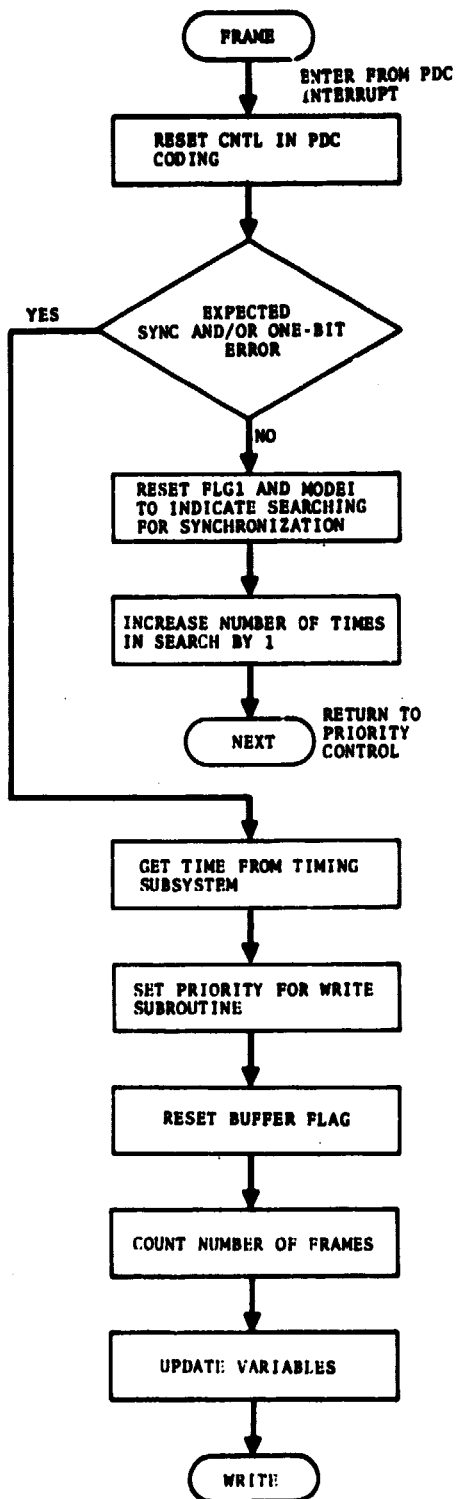 FRAME
ENTER FROM PDC
INTERRUPT
RESET CNTL IN PDC
CODING
YES
EXPECTED
SYNC AND/OR ONE-BIT
ERROR
NO
RESET FLG1 AND MODE1
TO INDICATE SEARCHING
FOR SYNCHRONIZATION
INCREASE NUMBER OF TIMES
IN SEARCH BY 1
NEXT
RETURN TO
PRIORITY
CONTROL
GET TIME FROM TIMING
SUBSYSTEM
SET PRIORITY FOR WRITE
SUBROUTINE
RESET BUFFER FLAG
COUNT NUMBER OF FRAMES
UPDATE VARIABLES
WRITE